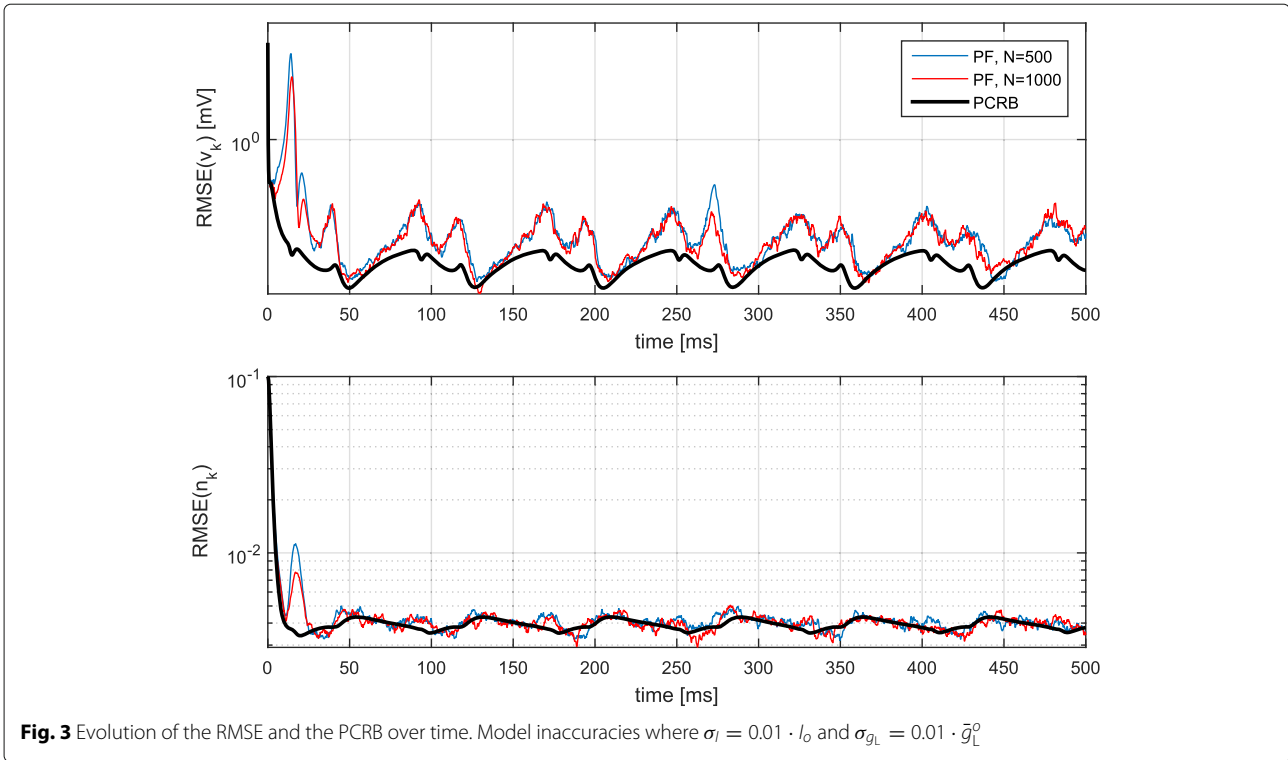 PF, N=500
PF, N=1000
PCRB
RMSE(v_k) [mV]
10^0
0 50 100 150 200 250 300 350 400 450 500
time [ms]
RMSE(n_k)
10^-1
10^-2
0 50 100 150 200 250 300 350 400 450 500
time [ms]
Fig. 3 Evolution of the RMSE and the PCRB over time. Model inaccuracies where σ_I = 0.01 · I_o and σ_{g_L} = 0.01 · ḡ_L^o